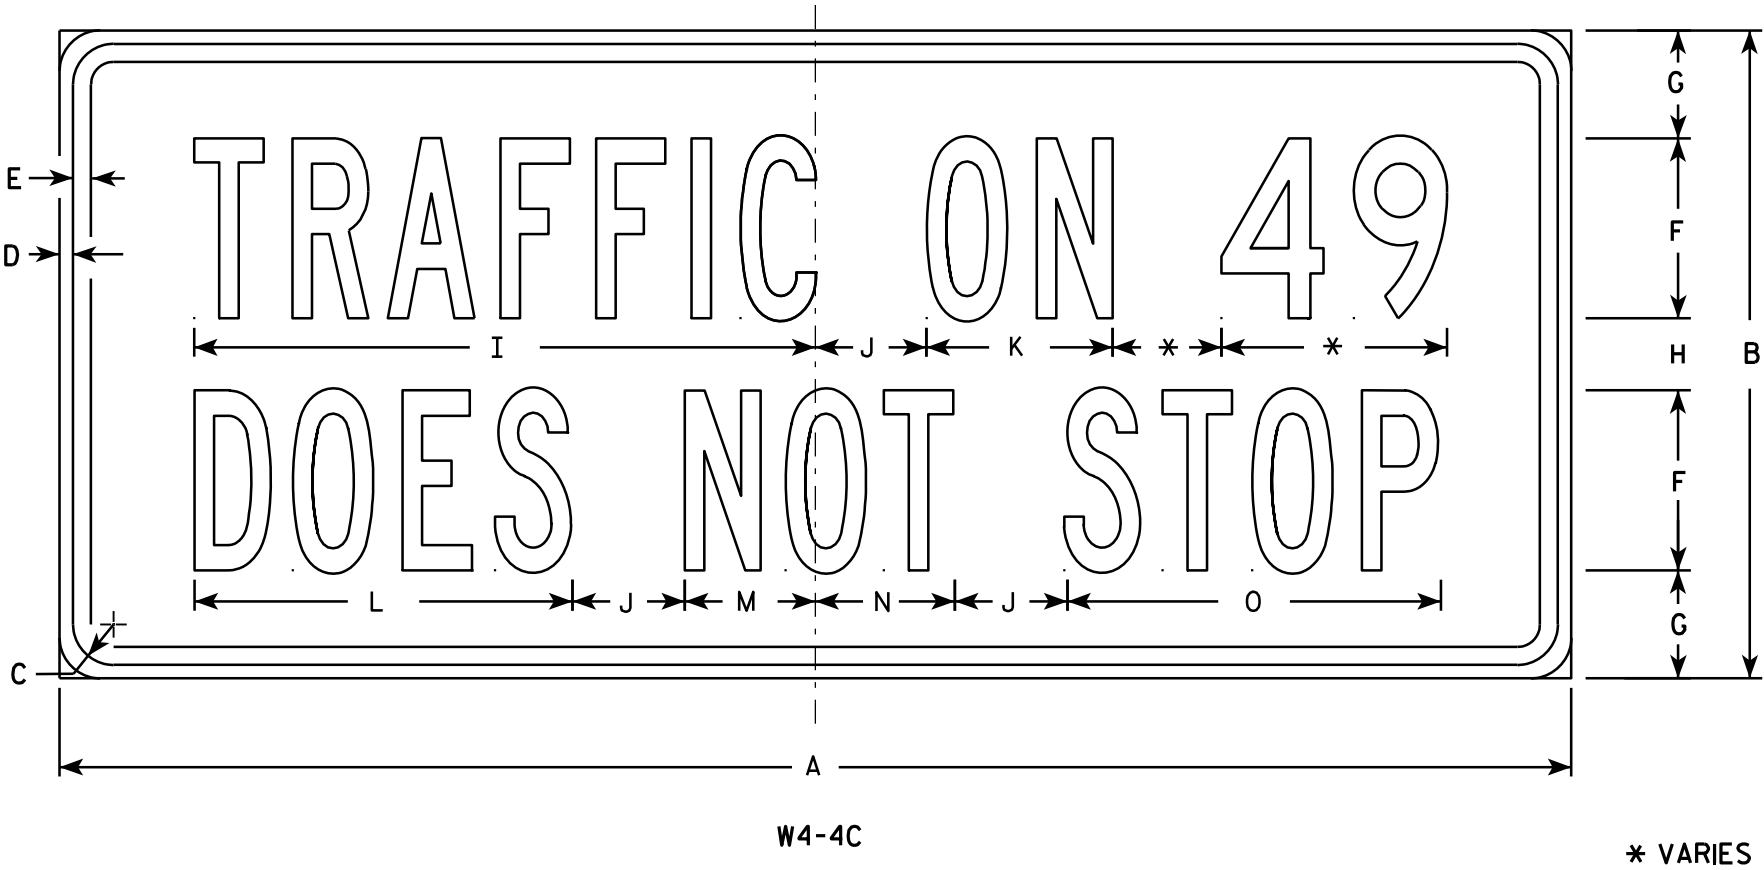 G
TRAFFIC ON 49
E
F
D
I J K * *
H B
DOES NOT STOP
F
L J M N J O
G
C
A
W4-4C
* VARIES